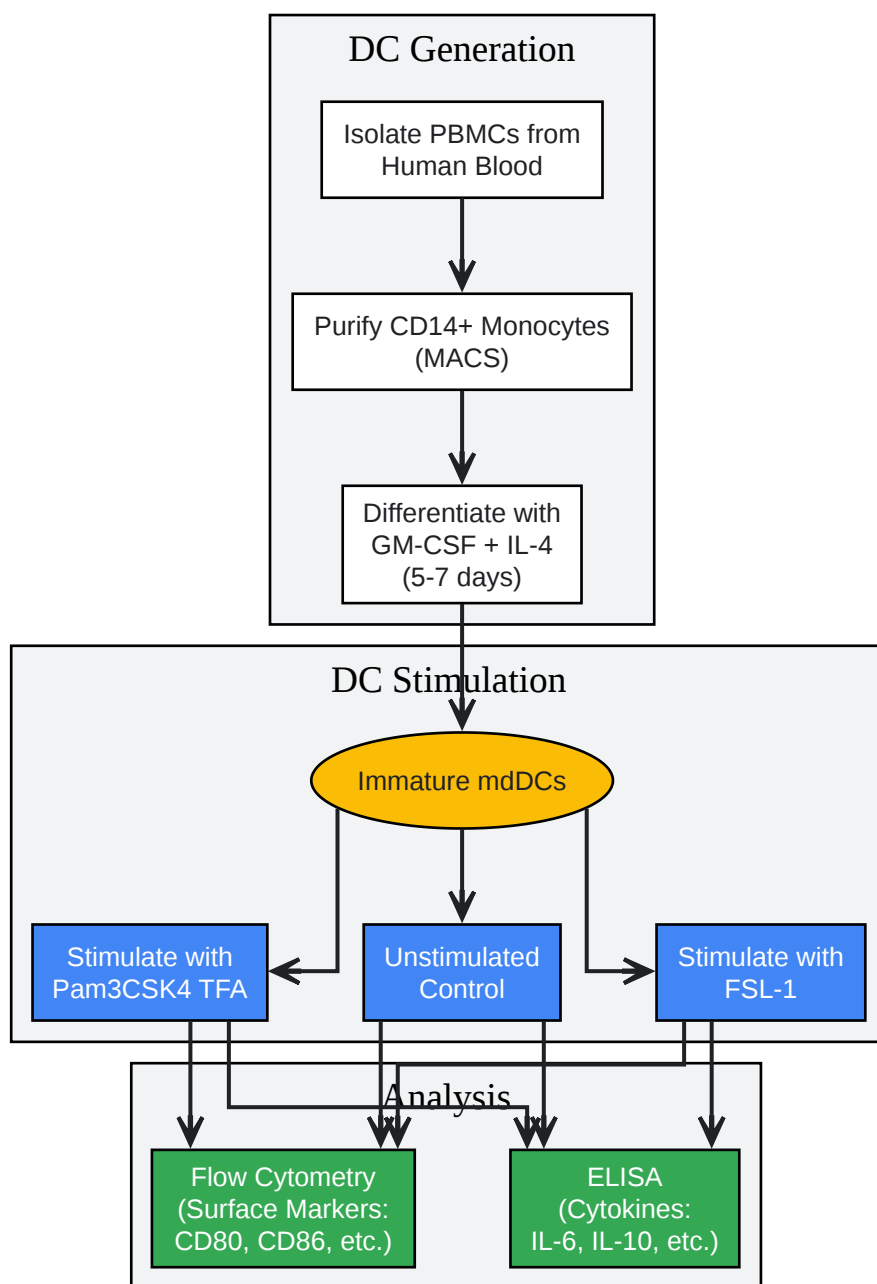 DC Generation
Isolate PBMCs from
Human Blood
Purify CD14+ Monocytes
(MACS)
Differentiate with
GM-CSF + IL-4
(5-7 days)
DC Stimulation
Immature mdDCs
Stimulate with
Pam3CSK4 TFA
Unstimulated
Control
Stimulate with
FSL-1
Analysis
Flow Cytometry
(Surface Markers:
CD80, CD86, etc.)
ELISA
(Cytokines:
IL-6, IL-10, etc.)